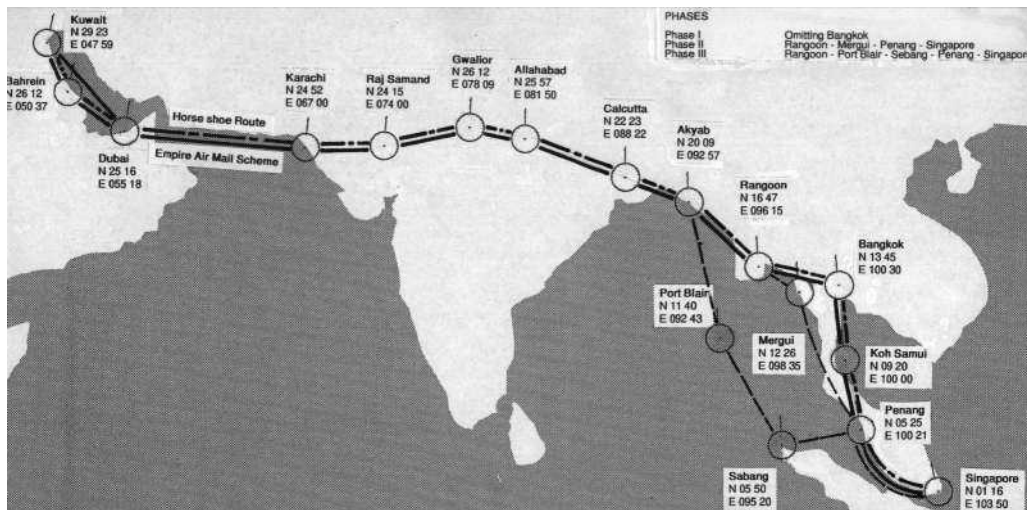 PHASES
Phase I Omitting Bangkok
Phase II Rangoon - Mergui - Penang - Singapore
Phase III Rangoon - Port Blair - Sebang - Penang - Singapor
Kuwait
N 29 23
E 047 59
Bahrein
N 26 12
E 050 37
Dubai
N 25 16
E 055 18
Horse shoe Route
Empire Air Mail Scheme
Karachi
N 24 52
E 067 00
Raj Samand
N 24 15
E 074 00
Gwalior
N 26 12
E 078 09
Allahabad
N 25 57
E 081 50
Calcutta
N 22 23
E 088 22
Akyab
N 20 09
E 092 57
Rangoon
N 16 47
E 096 15
Bangkok
N 13 45
E 100 30
Port Blair
N 11 40
E 092 43
Mergui
N 12 26
E 098 35
Koh Samui
N 09 20
E 100 00
Penang
N 05 25
E 100 21
Sabang
N 05 50
E 095 20
Singapore
N 01 16
E 103 50